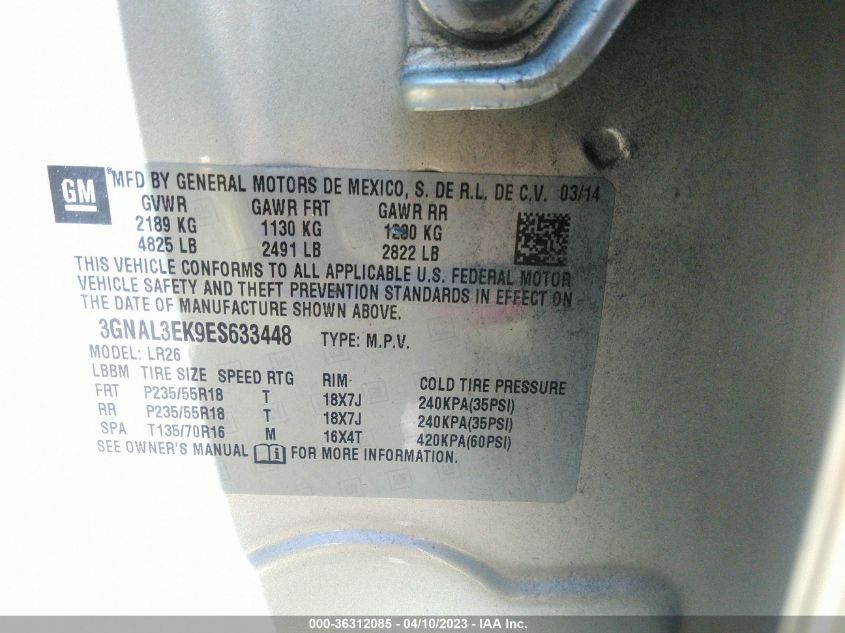 GM
MFD BY GENERAL MOTORS DE MEXICO, S. DE R.L. DE C.V. 03/14
GVWR GAWR FRT GAWR RR
2189 KG 1130 KG 1280 KG
4825 LB 2491 LB 2822 LB
THIS VEHICLE CONFORMS TO ALL APPLICABLE U.S. FEDERAL MOTOR
VEHICLE SAFETY AND THEFT PREVENTION STANDARDS IN EFFECT ON
THE DATE OF MANUFACTURE SHOWN ABOVE.
3GNAL3EK9ES633448 TYPE: M.P.V.
MODEL: LR26
LBBM TIRE SIZE SPEED RTG RIM COLD TIRE PRESSURE
FRT P235/55R18 T 18X7J 240KPA(35PSI)
RR P235/55R18 T 18X7J 240KPA(35PSI)
SPA T135/70R16 M 16X4T 420KPA(60PSI)
SEE OWNER'S MANUAL FOR MORE INFORMATION.
000-36312085 - 04/10/2023 - IAA Inc.